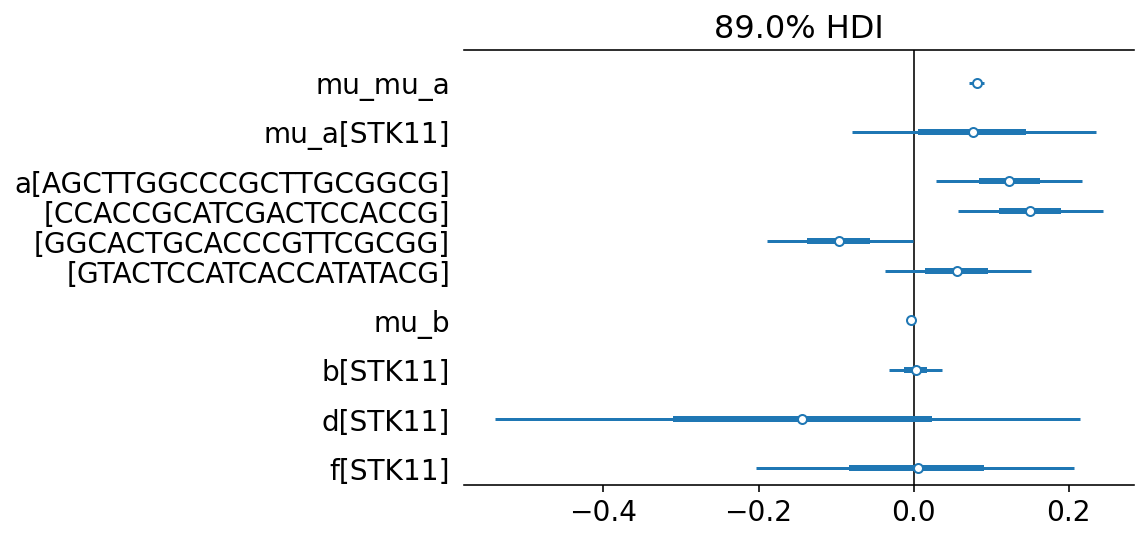 89.0% HDI
mu_mu_a
mu_a[STK11]
a[AGCTTGGCCCGCTTGCGGCG]
[CCACCGCATCGACTCCACCG]
[GGCACTGCACCCGTTCGCGG]
[GTACTCCATCACCATATACG]
mu_b
b[STK11]
d[STK11]
f[STK11]
−0.4 −0.2 0.0 0.2